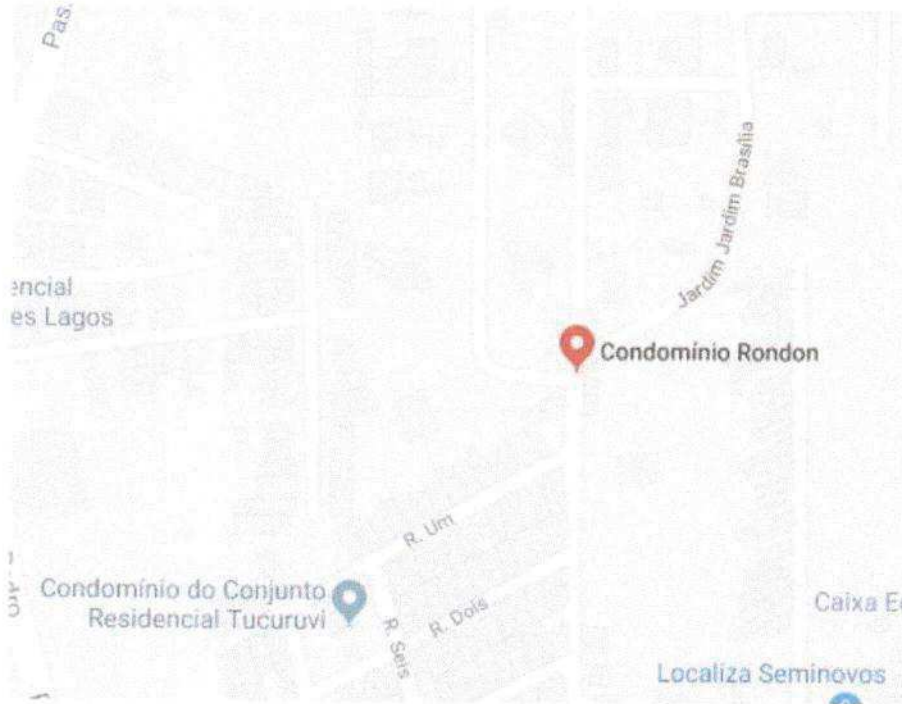 Pas.
Jardim Jardim Brasília
encial
es Lagos
Condomínio Rondon
R. Um
Condomínio do Conjunto
Residencial Tucuruvi
R. Dois
R. Seis
Caixa E
Localiza Seminovos